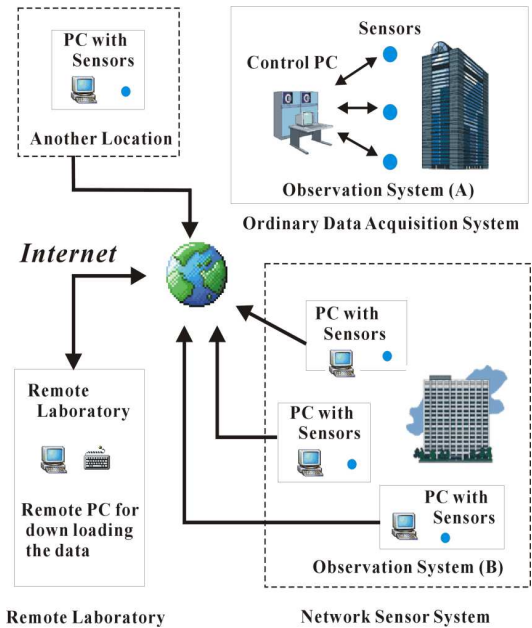 PC with
Sensors
Another Location
Sensors
Control PC
Observation System (A)
Ordinary Data Acquisition System
Internet
PC with
Sensors
PC with
Sensors
PC with
Sensors
Observation System (B)
Remote
Laboratory
Remote PC for
down loading
the data
Remote Laboratory
Network Sensor System